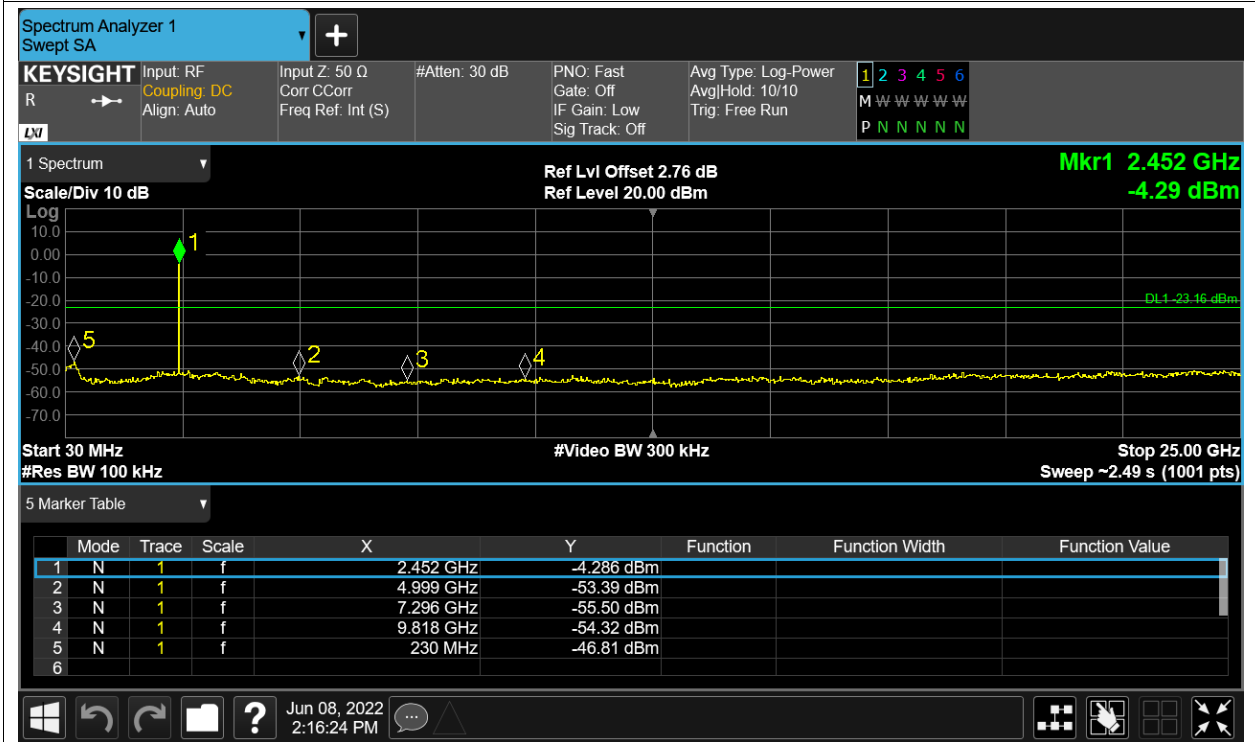 Spectrum Analyzer 1
Swept SA
+
KEYSIGHT Input: RF Input Z: 50 Ω #Atten: 30 dB PNO: Fast Avg Type: Log-Power 1 2 3 4 5 6
R Coupling: DC Corr CCorr Gate: Off Avg|Hold: 10/10 M W W W W W
Align: Auto Freq Ref: Int (S) IF Gain: Low Trig: Free Run
LXI Sig Track: Off P N N N N N
1 Spectrum Ref Lvl Offset 2.76 dB Mkr1 2.452 GHz
Scale/Div 10 dB Ref Level 20.00 dBm -4.29 dBm
Log
10.0
1
0.00
-10.0
-20.0
DL1 -23.16 dBm
-30.0
5
-40.0
2 3 4
-50.0
-60.0
-70.0
Start 30 MHz #Video BW 300 kHz Stop 25.00 GHz
#Res BW 100 kHz Sweep ~2.49 s (1001 pts)
5 Marker Table
Mode Trace Scale X Y Function Function Width Function Value
1 N 1 f 2.452 GHz -4.286 dBm
2 N 1 f 4.999 GHz -53.39 dBm
3 N 1 f 7.296 GHz -55.50 dBm
4 N 1 f 9.818 GHz -54.32 dBm
5 N 1 f 230 MHz -46.81 dBm
6
? Jun 08, 2022
2:16:24 PM